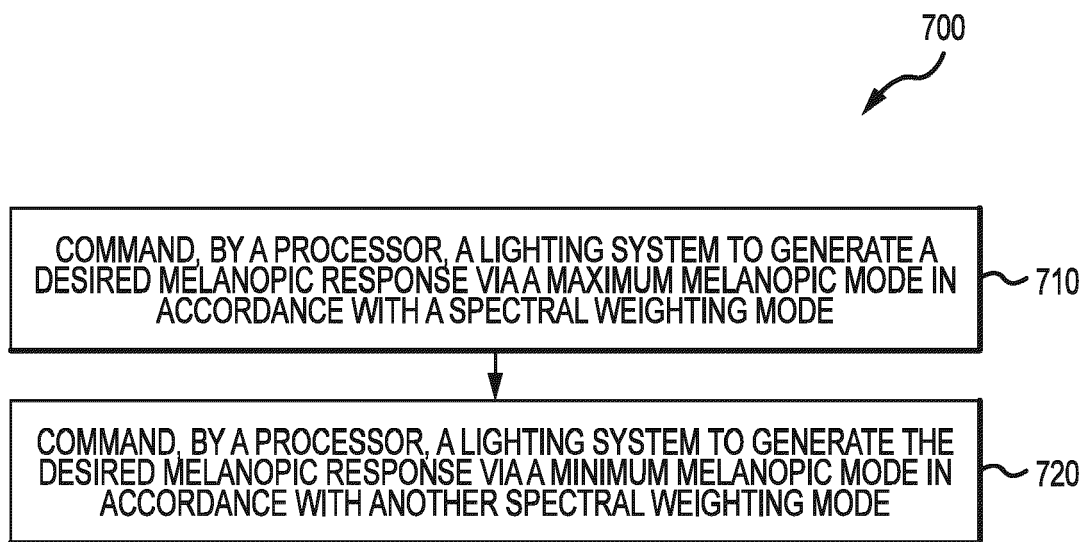 700
COMMAND, BY A PROCESSOR, A LIGHTING SYSTEM TO GENERATE A
DESIRED MELANOPIC RESPONSE VIA A MAXIMUM MELANOPIC MODE IN
ACCORDANCE WITH A SPECTRAL WEIGHTING MODE
710
COMMAND, BY A PROCESSOR, A LIGHTING SYSTEM TO GENERATE THE
DESIRED MELANOPIC RESPONSE VIA A MINIMUM MELANOPIC MODE IN
ACCORDANCE WITH ANOTHER SPECTRAL WEIGHTING MODE
720